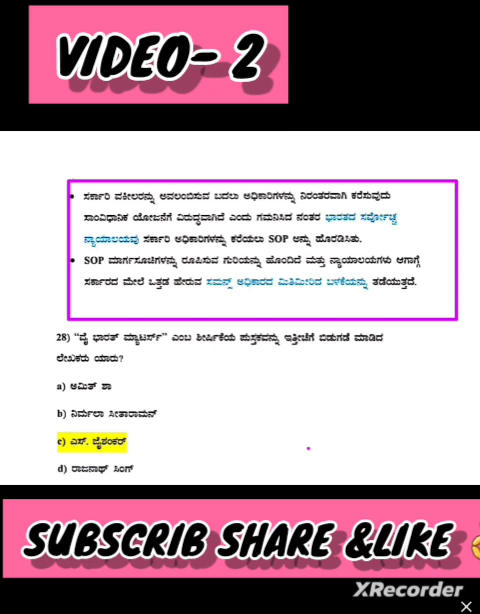 VIDEO- 2
• ಸರ್ಕಾರಿ ವಕೀಲರನ್ನು ಅವಲಂಬಿಸುವ ಬದಲು ಅಧಿಕಾರಿಗಳನ್ನು ನಿರಂತರವಾಗಿ ಕರೆಸುವುದು
ಸಾಂವಿಧಾನಿಕ ಯೋಜನೆಗೆ ವಿರುದ್ಧವಾಗಿದೆ ಎಂದು ಗಮನಿಸಿದ ನಂತರ ಭಾರತದ ಸರ್ವೋಚ್ಚ
ನ್ಯಾಯಾಲಯವು ಸರ್ಕಾರಿ ಅಧಿಕಾರಿಗಳನ್ನು ಕರೆಯಲು SOP ಅನ್ನು ಹೊರಡಿಸಿತು.
• SOP ಮಾರ್ಗಸೂಚಿಗಳನ್ನು ರೂಪಿಸುವ ಗುರಿಯನ್ನು ಹೊಂದಿದೆ ಮತ್ತು ನ್ಯಾಯಾಲಯಗಳು ಆಗಾಗ್ಗೆ
ಸರ್ಕಾರದ ಮೇಲೆ ಒತ್ತಡ ಹೇರುವ ಸಮನ್ಸ್ ಅಧಿಕಾರದ ಮಿತಿಮೀರಿದ ಬಳಕೆಯನ್ನು ತಡೆಯುತ್ತದೆ.
28) “ವೈ ಭಾರತ್ ಮ್ಯಾಟರ್ಸ್” ಎಂಬ ಶೀರ್ಷಿಕೆಯ ಪುಸ್ತಕವನ್ನು ಇತ್ತೀಚೆಗೆ ಬಿಡುಗಡೆ ಮಾಡಿದ
ಲೇಖಕರು ಯಾರು?
a) ಅಮಿತ್ ಶಾ
b) ನಿರ್ಮಲಾ ಸೀತಾರಾಮನ್
c) ಎಸ್. ಜೈಶಂಕರ್
d) ರಾಜನಾಥ್ ಸಿಂಗ್
SUBSCRIB SHARE &LIKE
XRecorder